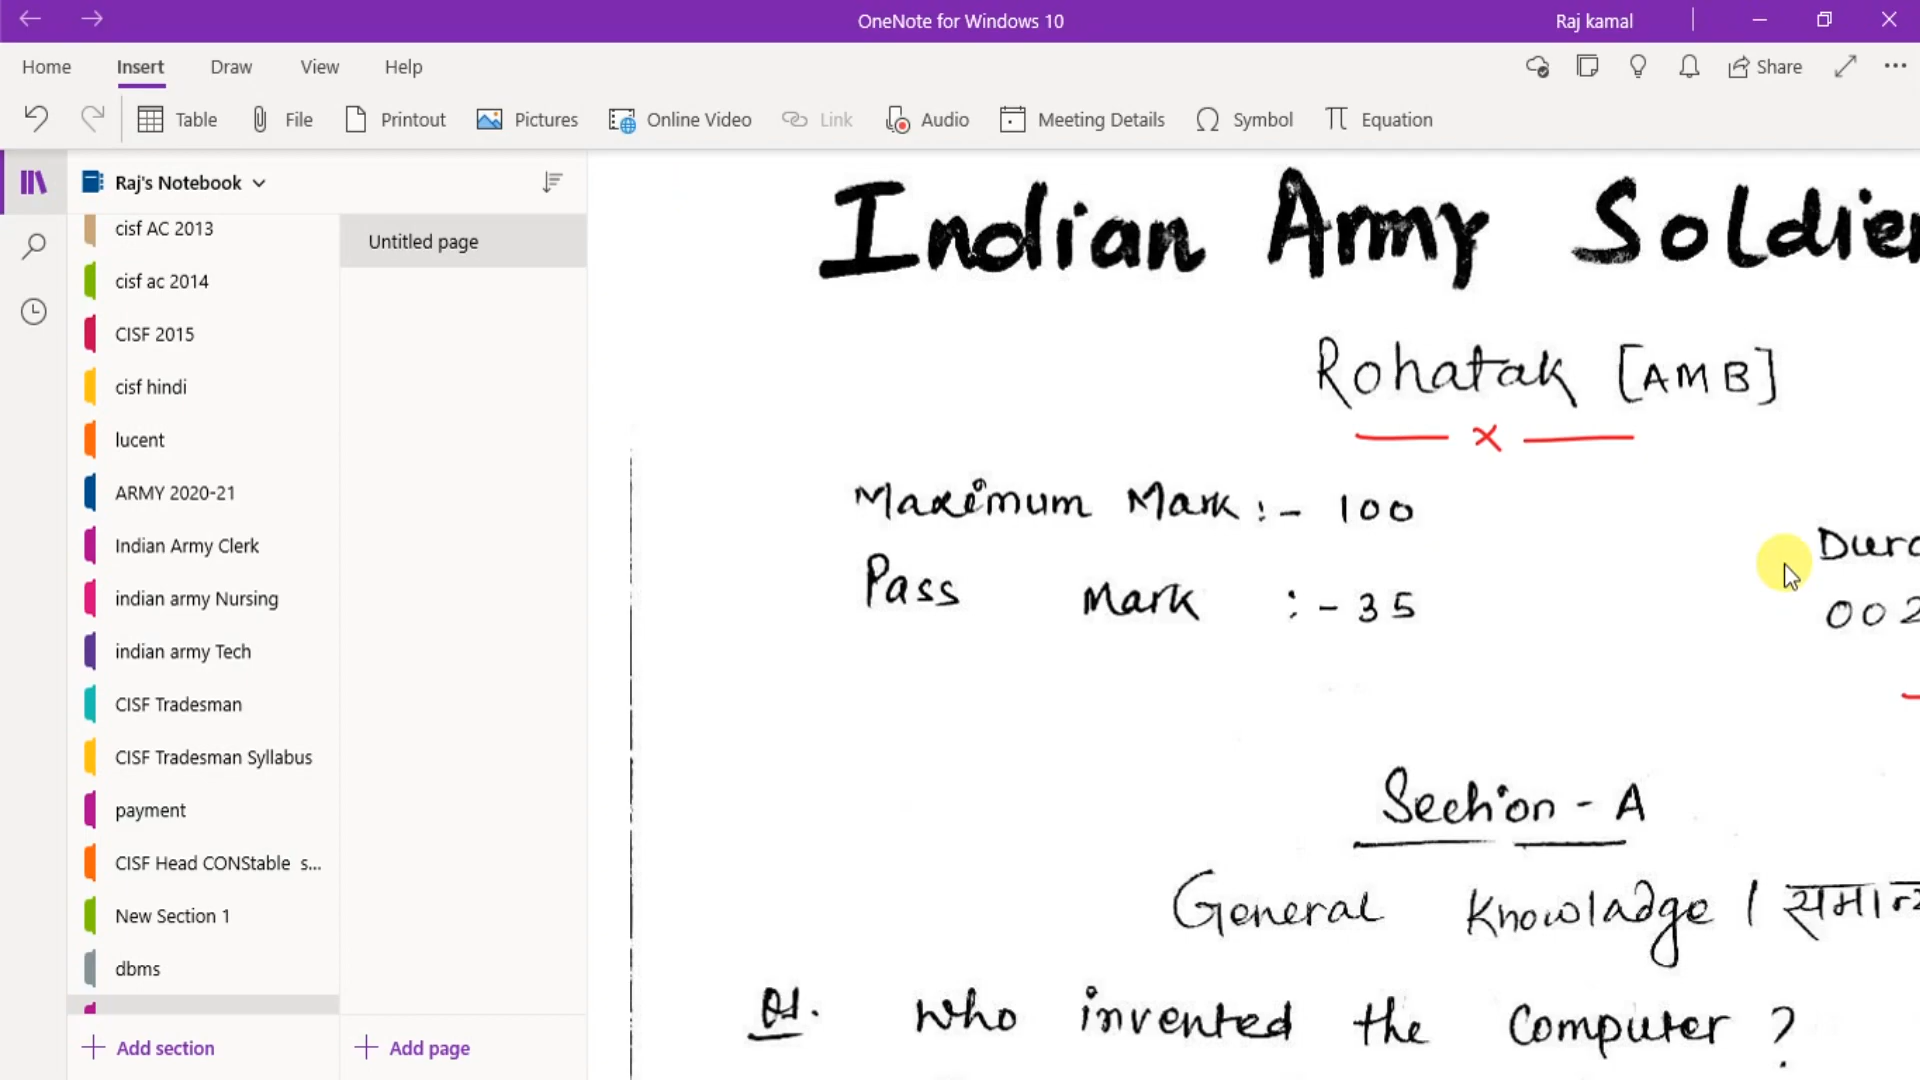 OneNote for Windows 10
Raj kamal
Home Insert Draw View Help
Share
Table File Printout Pictures Online Video Link Audio Meeting Details Symbol Equation
Raj's Notebook
cisf AC 2013
cisf ac 2014
CISF 2015
cisf hindi
lucent
ARMY 2020-21
Indian Army Clerk
indian army Nursing
indian army Tech
CISF Tradesman
CISF Tradesman Syllabus
payment
CISF Head CONStable s...
New Section 1
dbms
Add section
Untitled page
Add page
Indian Army Soldier
Rohatak [AMB]
x
Maximum Mark :- 100
Pass Mark :- 35
Section - A
General Knowladge /
Q1. Who invented the Computer ?